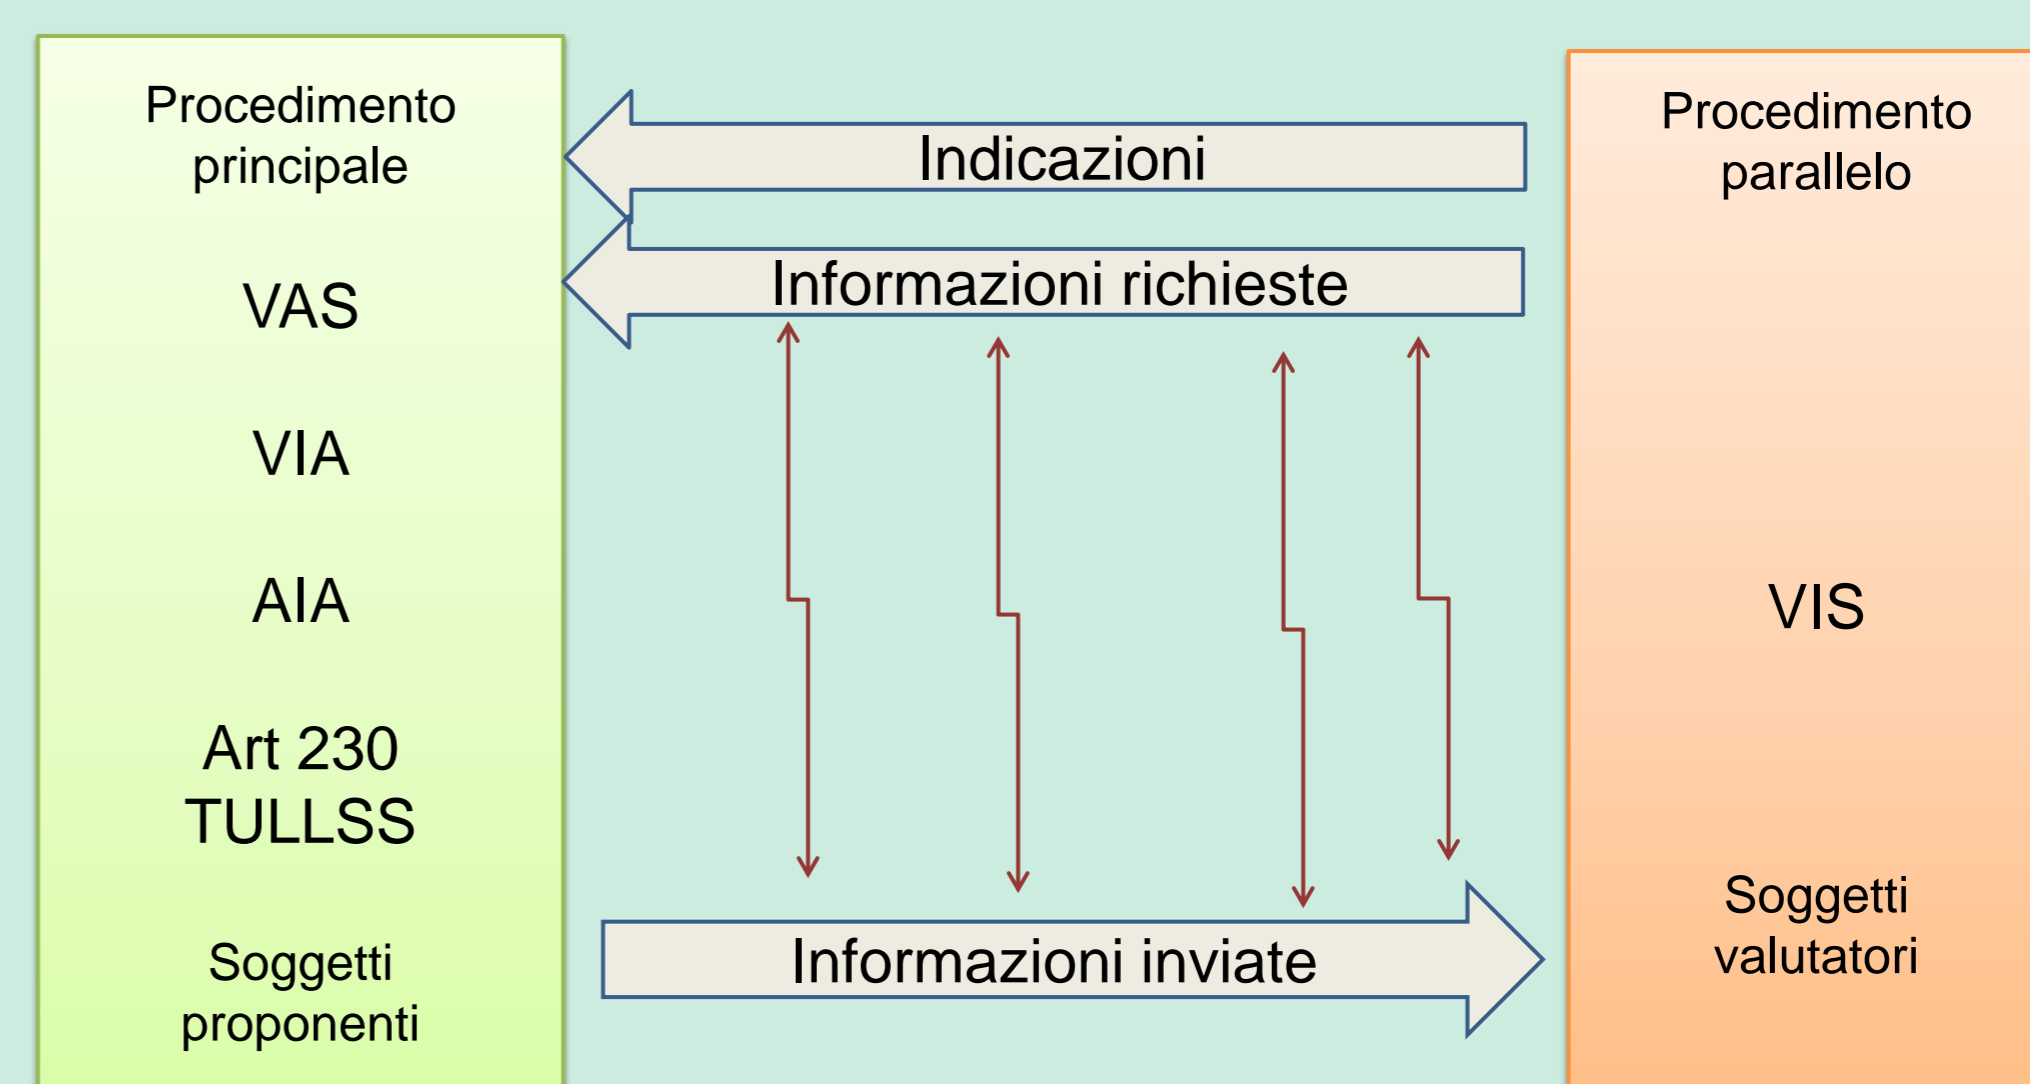 Procedimento
principale
VAS
VIA
AIA
Art 230
TULLSS
Soggetti
proponenti
Indicazioni
Informazioni richieste
Informazioni inviate
Procedimento
parallelo
VIS
Soggetti
valutatori